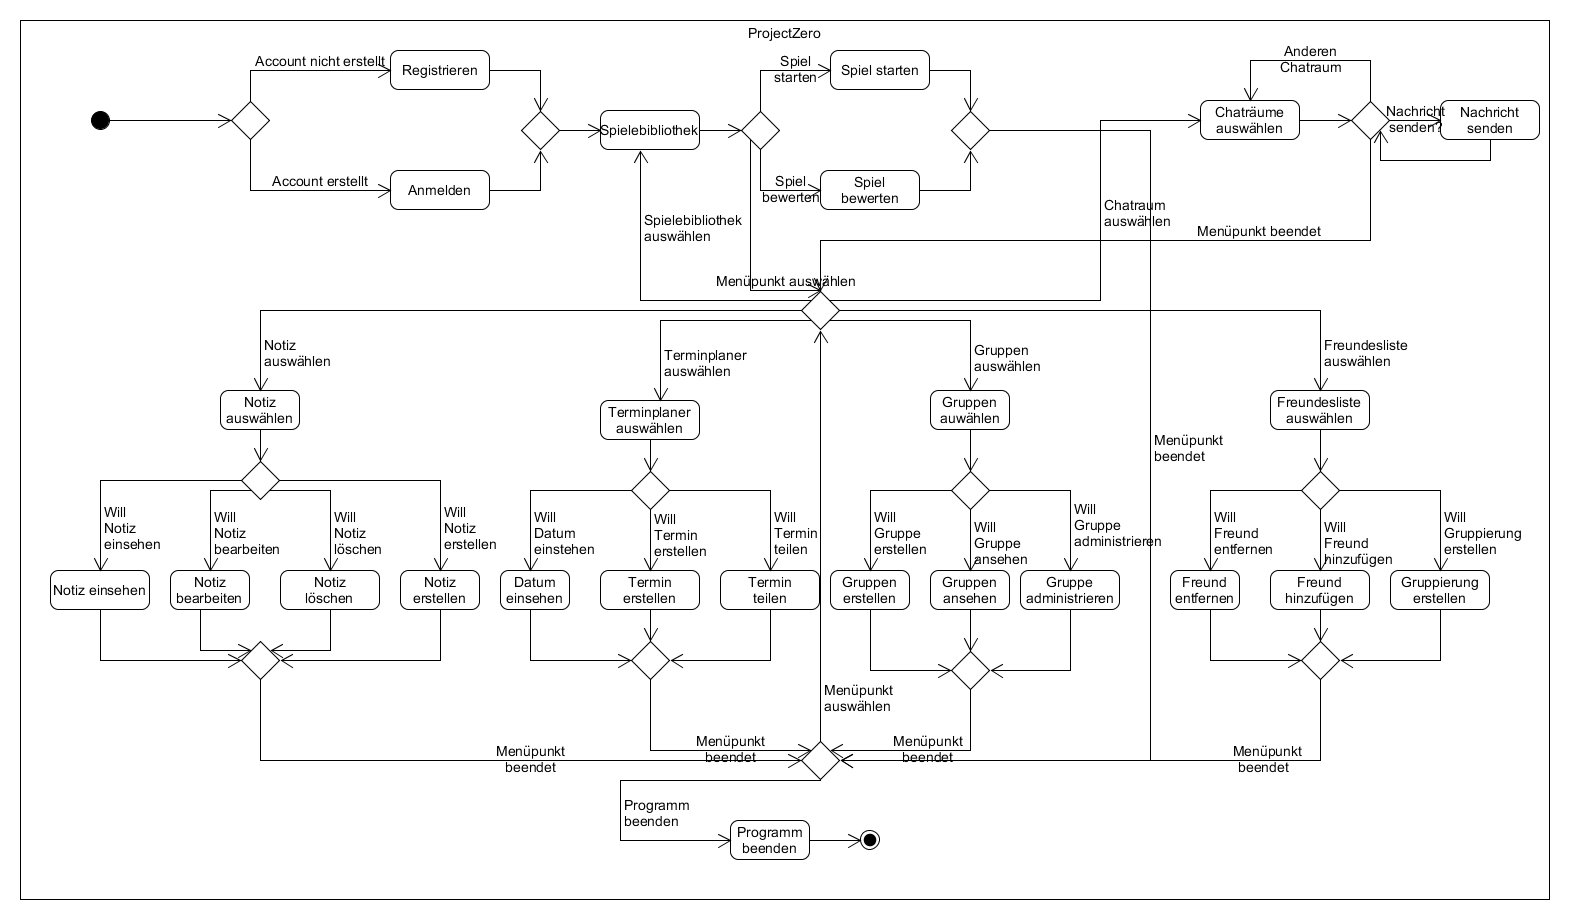 ProjectZero
Account nicht erstellt
Registrieren
Account erstellt
Anmelden
Spielebibliothek
Spiel
starten
Spiel starten
Spiel
bewerten
Spiel
bewerten
Anderen
Chatraum
Chaträume
auswählen
Nachricht
senden?
Nachricht
senden
Spielebibliothek
auswählen
Chatraum
auswählen
Menüpunkt beendet
Menüpunkt auswählen
Notiz
auswählen
Terminplaner
auswählen
Gruppen
auswählen
Freundesliste
auswählen
Notiz
auswählen
Terminplaner
auswählen
Gruppen
auwählen
Freundesliste
auswählen
Menüpunkt
beendet
Will
Notiz
einsehen
Will
Notiz
bearbeiten
Will
Notiz
löschen
Will
Notiz
erstellen
Will
Datum
einstehen
Will
Termin
erstellen
Will
Termin
teilen
Will
Gruppe
erstellen
Will
Gruppe
ansehen
Will
Gruppe
administrieren
Will
Freund
entfernen
Will
Freund
hinzufügen
Will
Gruppierung
erstellen
Notiz einsehen
Notiz
bearbeiten
Notiz
löschen
Notiz
erstellen
Datum
einsehen
Termin
erstellen
Termin
teilen
Gruppen
erstellen
Gruppen
ansehen
Gruppe
administrieren
Freund
entfernen
Freund
hinzufügen
Gruppierung
erstellen
Menüpunkt
auswählen
Menüpunkt
beendet
Menüpunkt
beendet
Menüpunkt
beendet
Menüpunkt
beendet
Programm
beenden
Programm
beenden